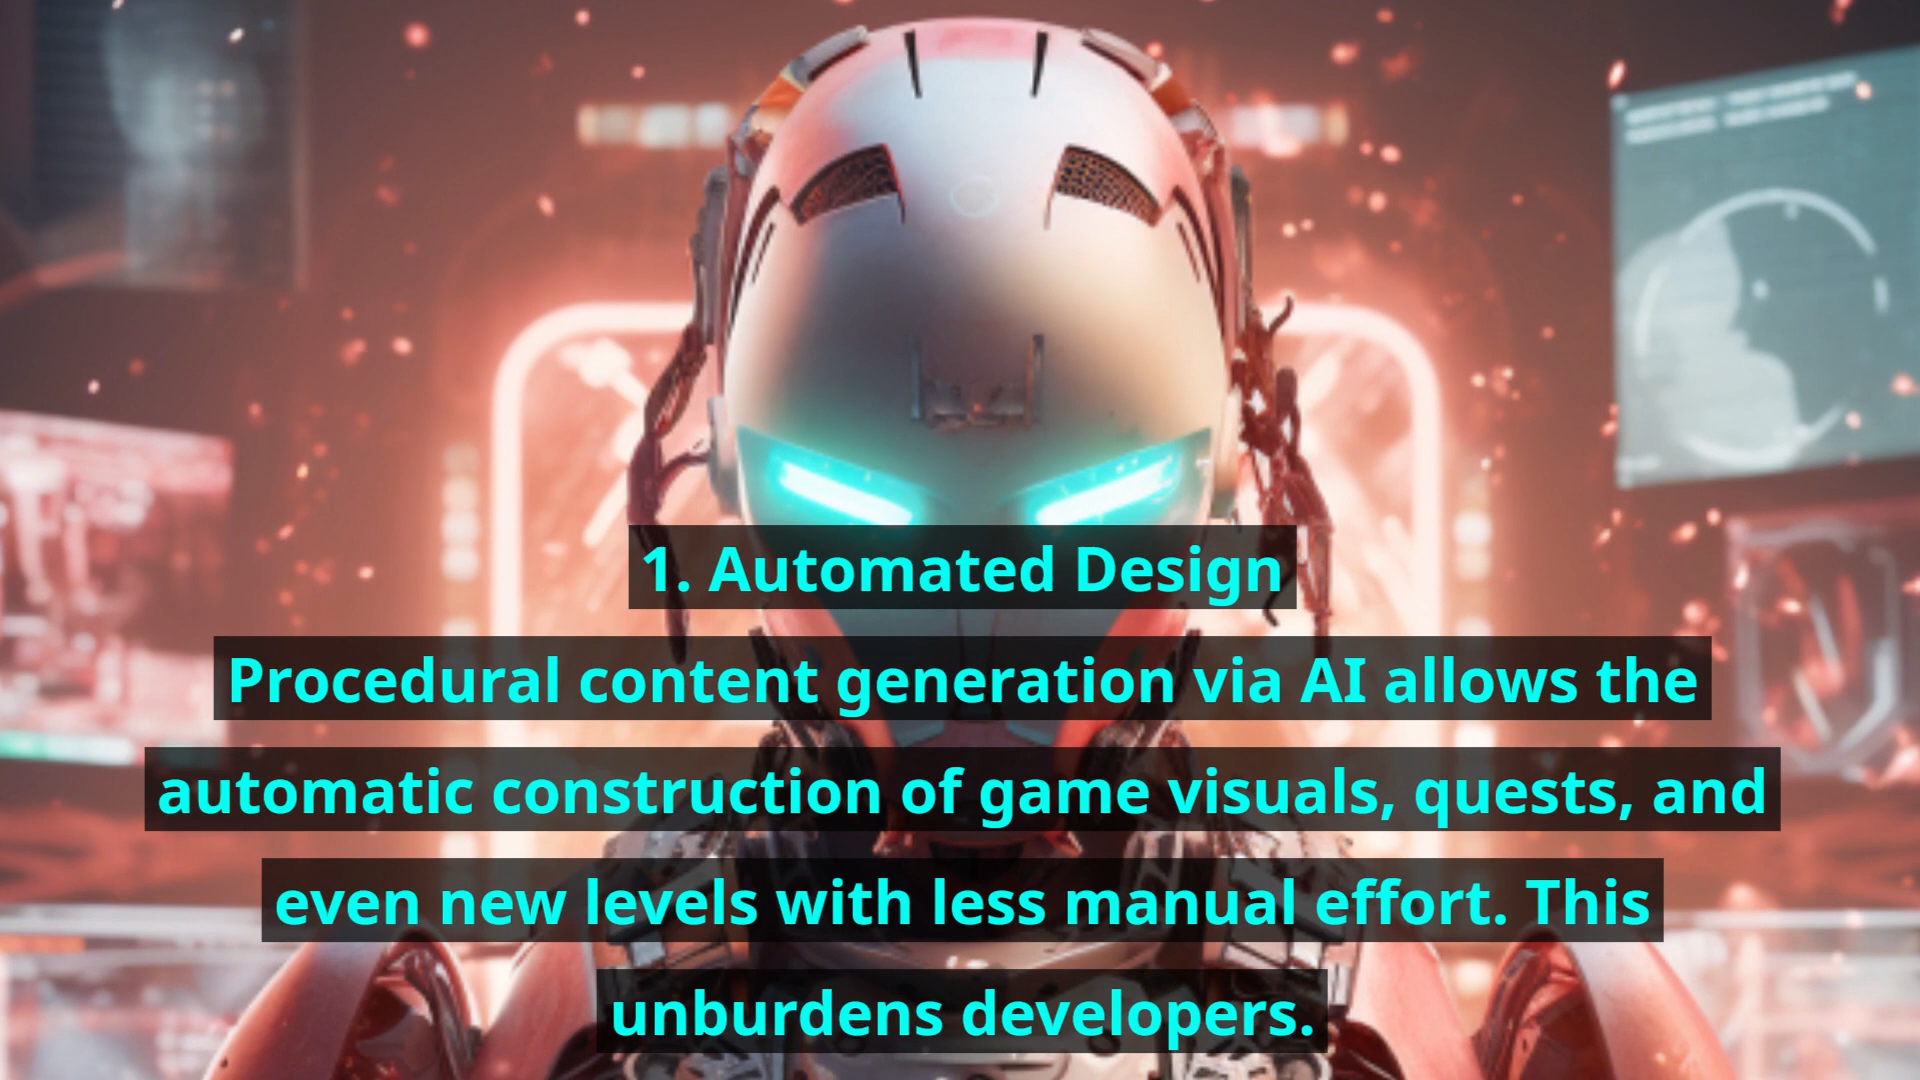 1. Automated Design
Procedural content generation via AI allows the
automatic construction of game visuals, quests, and
even new levels with less manual effort. This
unburdens developers.